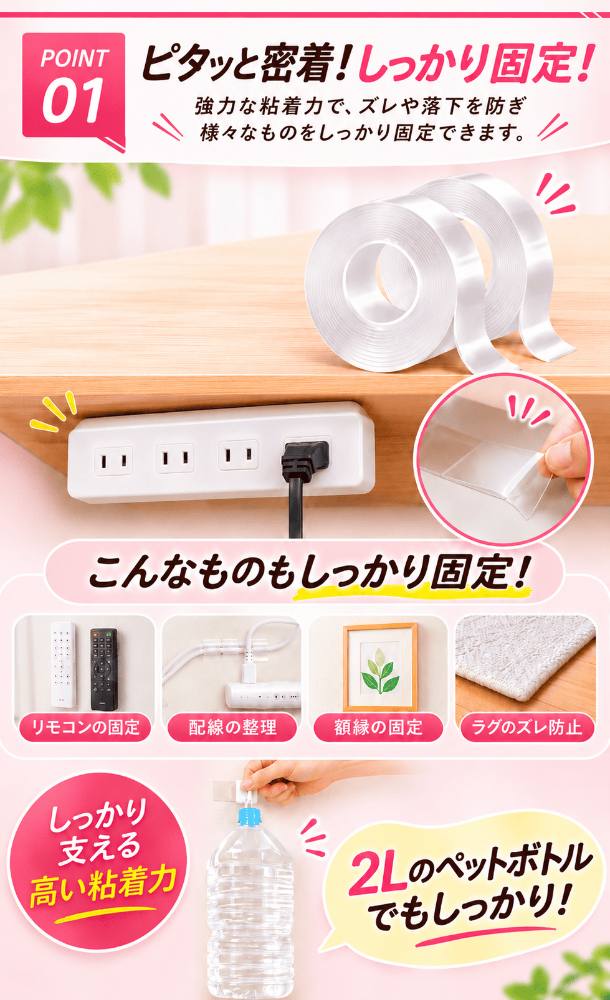 POINT
01
ピタッと密着！しっかり固定！
強力な粘着力で、ズレや落下を防ぎ
様々なものをしっかり固定できます。
こんなものもしっかり固定！
リモコンの固定
配線の整理
額縁の固定
ラグのズレ防止
しっかり
支える
高い粘着力
2Lのペットボトル
でもしっかり！